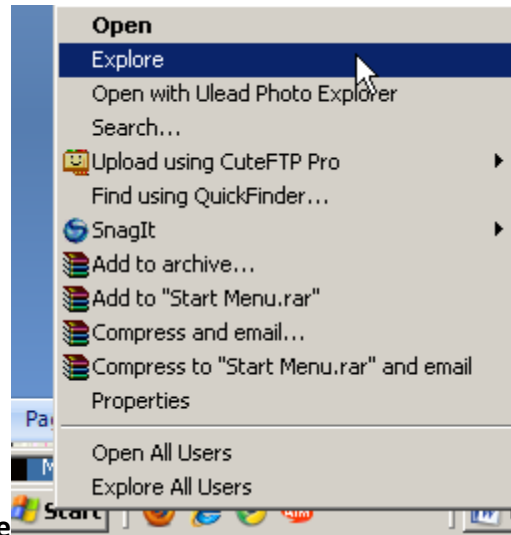 Open
Explore
Open with Ulead Photo Explorer
Search...
Upload using CuteFTP Pro
Find using QuickFinder...
SnagIt
Add to archive...
Add to "Start Menu.rar"
Compress and email...
Compress to "Start Menu.rar" and email
Properties
Pa
Open All Users
M
Explore All Users
e
Start
AIM